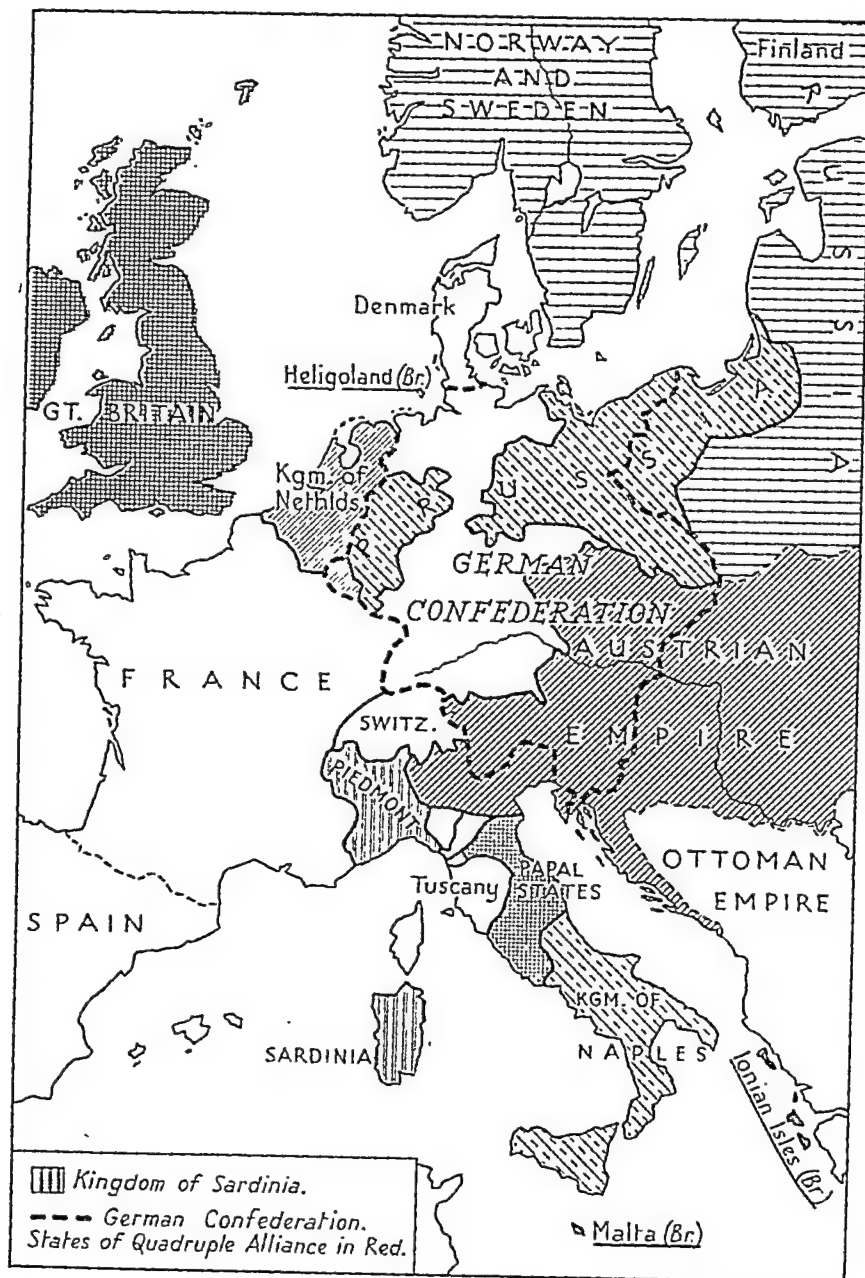 NORWAY
AND
SWEDEN
Finland
RUSSIA
Denmark
Heligoland (Br.)
GT. BRITAIN
Kgm. of
Nethlds
PRUSSIA
GERMAN
CONFEDERATION
AUSTRIAN
EMPIRE
FRANCE
SWITZ.
PIEDMONT
OTTOMAN
EMPIRE
PAPAL
STATES
Tuscany
SPAIN
KGM. OF
NAPLES
SARDINIA
Ionian Isles (Br.)
Malta (Br.)
Kingdom of Sardinia.
German Confederation.
States of Quadruple Alliance in Red.